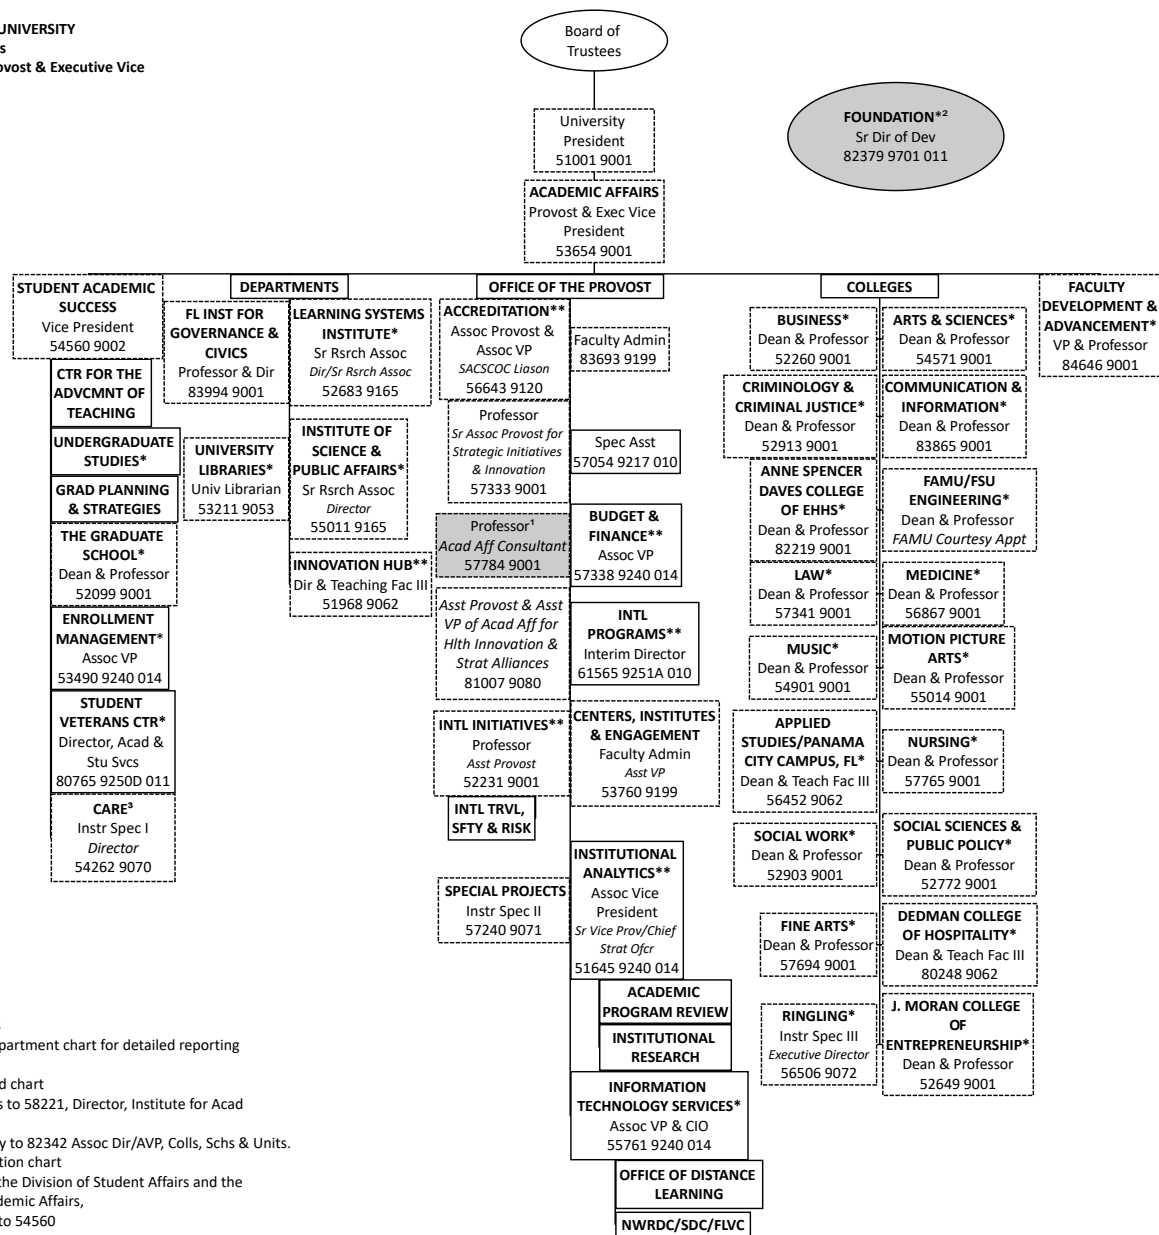 UNIVERSITY
Provost & Executive Vice
Board of
Trustees
University
President
51001 9001
FOUNDATION*²
Sr Dir of Dev
82379 9701 011
ACADEMIC AFFAIRS
Provost & Exec Vice
President
53654 9001
STUDENT ACADEMIC
SUCCESS
Vice President
54560 9002
CTR FOR THE
ADVCMNT OF
TEACHING
UNDERGRADUATE
STUDIES*
GRAD PLANNING
& STRATEGIES
THE GRADUATE
SCHOOL*
Dean & Professor
52099 9001
ENROLLMENT
MANAGEMENT*
Assoc VP
53490 9240 014
STUDENT
VETERANS CTR*
Director, Acad &
Stu Svcs
80765 9250D 011
CARE³
Instr Spec I
Director
54262 9070
DEPARTMENTS
FL INST FOR
GOVERNANCE &
CIVICS
Professor & Dir
83994 9001
UNIVERSITY
LIBRARIES*
Univ Librarian
53211 9053
LEARNING SYSTEMS
INSTITUTE*
Sr Rsrch Assoc
Dir/Sr Rsrch Assoc
52683 9165
INSTITUTE OF
SCIENCE &
PUBLIC AFFAIRS*
Sr Rsrch Assoc
Director
55011 9165
INNOVATION HUB**
Dir & Teaching Fac III
51968 9062
OFFICE OF THE PROVOST
ACCREDITATION**
Assoc Provost &
Assoc VP
SACSCOC Liason
56643 9120
Professor
Sr Assoc Provost for
Strategic Initiatives
& Innovation
57333 9001
Professor¹
Acad Aff Consultant
57784 9001
Asst Provost & Asst
VP of Acad Aff for
Hlth Innovation &
Strat Alliances
81007 9080
INTL INITIATIVES**
Professor
Asst Provost
52231 9001
INTL TRVL,
SFTY & RISK
SPECIAL PROJECTS
Instr Spec II
57240 9071
Faculty Admin
83693 9199
Spec Asst
57054 9217 010
BUDGET &
FINANCE**
Assoc VP
57338 9240 014
INTL
PROGRAMS**
Interim Director
61565 9251A 010
CENTERS, INSTITUTES
& ENGAGEMENT
Faculty Admin
Asst VP
53760 9199
INSTITUTIONAL
ANALYTICS**
Assoc Vice
President
Sr Vice Prov/Chief
Strat Ofcr
51645 9240 014
ACADEMIC
PROGRAM REVIEW
INSTITUTIONAL
RESEARCH
INFORMATION
TECHNOLOGY SERVICES*
Assoc VP & CIO
55761 9240 014
OFFICE OF DISTANCE
LEARNING
NWRDC/SDC/FLVC
COLLEGES
BUSINESS*
Dean & Professor
52260 9001
CRIMINOLOGY &
CRIMINAL JUSTICE*
Dean & Professor
52913 9001
ANNE SPENCER
DAVES COLLEGE
OF EHHS*
Dean & Professor
82219 9001
LAW*
Dean & Professor
57341 9001
MUSIC*
Dean & Professor
54901 9001
APPLIED
STUDIES/PANAMA
CITY CAMPUS, FL*
Dean & Teach Fac III
56452 9062
SOCIAL WORK*
Dean & Professor
52903 9001
FINE ARTS*
Dean & Professor
57694 9001
RINGLING*
Instr Spec III
Executive Director
56506 9072
ARTS & SCIENCES*
Dean & Professor
54571 9001
COMMUNICATION &
INFORMATION*
Dean & Professor
83865 9001
FAMU/FSU
ENGINEERING*
Dean & Professor
FAMU Courtesy Appt
MEDICINE*
Dean & Professor
56867 9001
MOTION PICTURE
ARTS*
Dean & Professor
55014 9001
NURSING*
Dean & Professor
57765 9001
SOCIAL SCIENCES &
PUBLIC POLICY*
Dean & Professor
52772 9001
DEDMAN COLLEGE
OF HOSPITALITY*
Dean & Teach Fac III
80248 9062
J. MORAN COLLEGE
OF
ENTREPRENEURSHIP*
Dean & Professor
52649 9001
FACULTY
DEVELOPMENT &
ADVANCEMENT*
VP & Professor
84646 9001
partment chart for detailed reporting
d chart
s to 58221, Director, Institute for Acad
y to 82342 Assoc Dir/AVP, Colls, Schs & Units.
tion chart
the Division of Student Affairs and the
demic Affairs,
to 54560